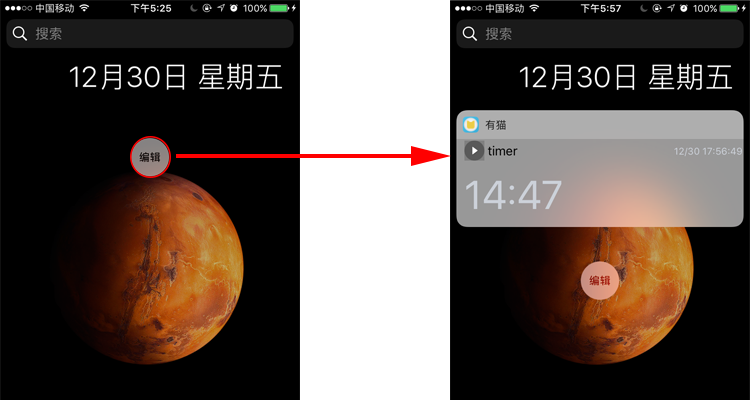 中国移动 下午5:25 100%
搜索
12月30日 星期五
编辑
中国移动 下午5:57 100%
搜索
12月30日 星期五
有猫
timer 12/30 17:56:49
14:47
编辑